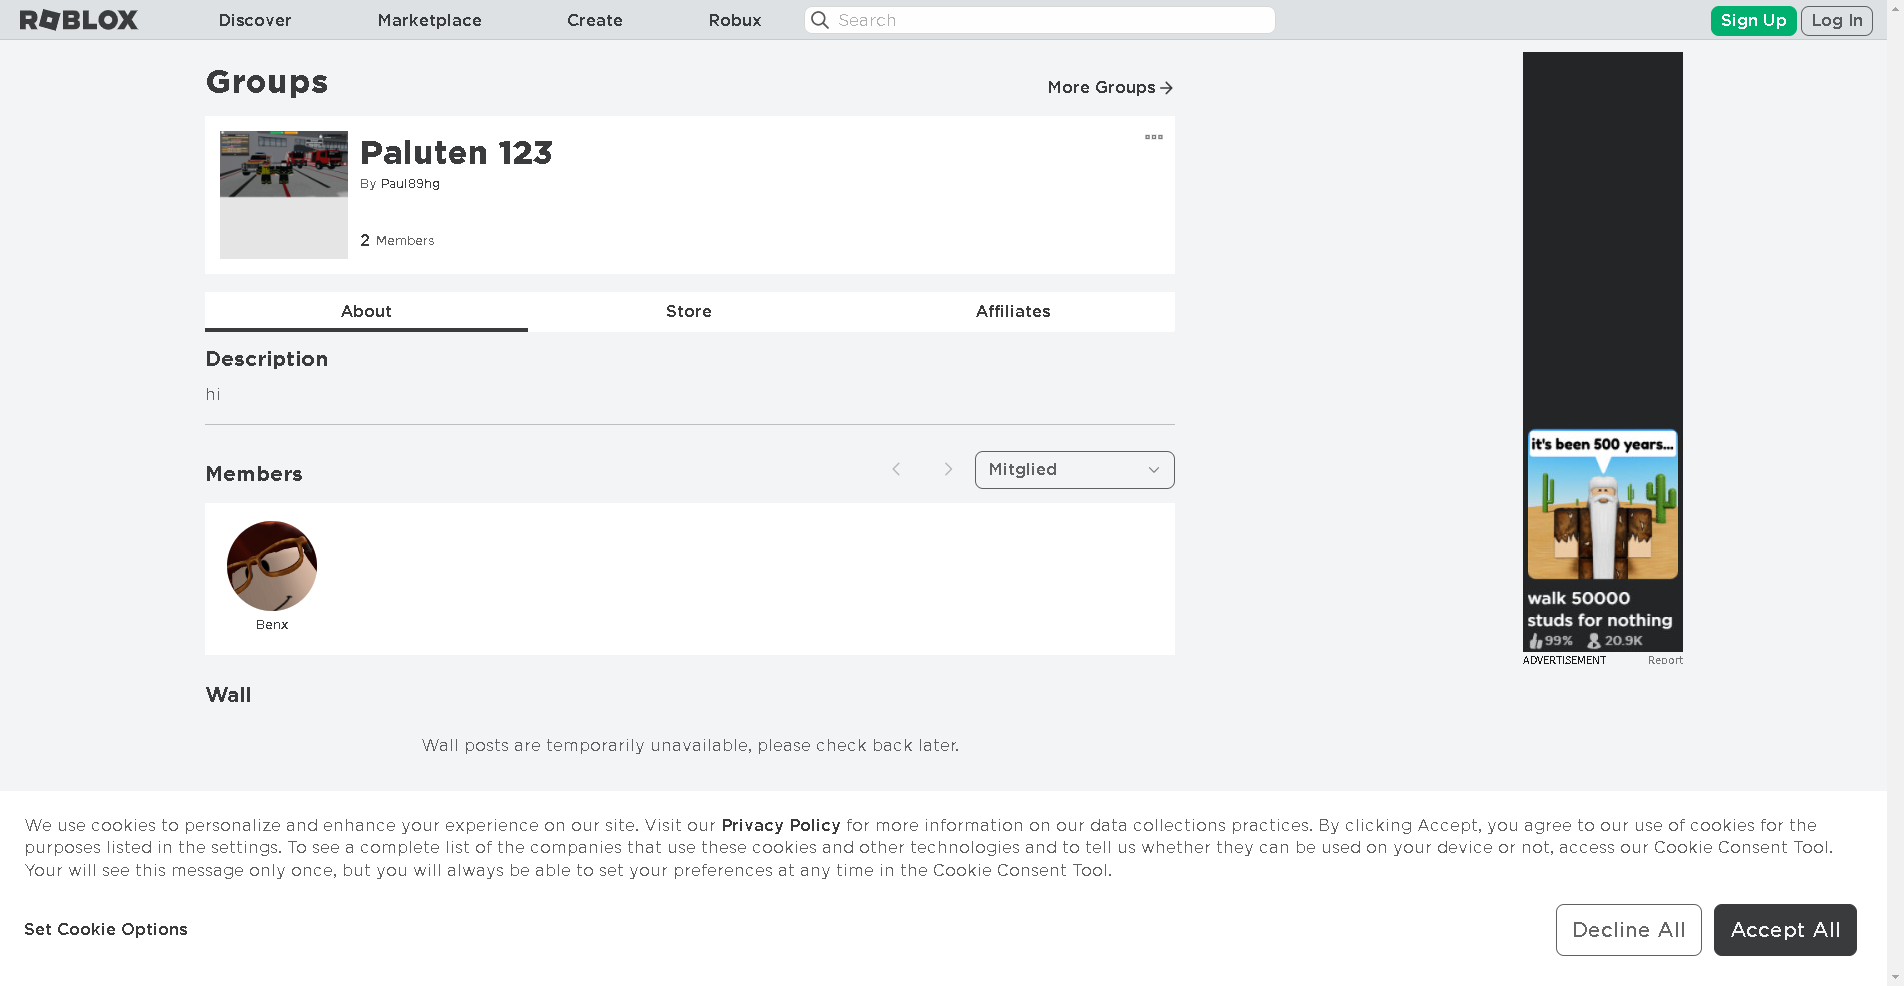 ROBLOX
Discover
Marketplace
Create
Robux
Search
Sign Up
Log In
Groups
More Groups
Paluten 123
By Paul89hg
2 Members
About
Store
Affiliates
Description
hi
Members
Mitglied
Benx
Wall
Wall posts are temporarily unavailable, please check back later.
it's been 500 years...
walk 50000
studs for nothing
99% 20.9K
ADVERTISEMENT
Report
We use cookies to personalize and enhance your experience on our site. Visit our Privacy Policy for more information on our data collections practices. By clicking Accept, you agree to our use of cookies for the
purposes listed in the settings. To see a complete list of the companies that use these cookies and other technologies and to tell us whether they can be used on your device or not, access our Cookie Consent Tool.
Your will see this message only once, but you will always be able to set your preferences at any time in the Cookie Consent Tool.
Set Cookie Options
Decline All
Accept All